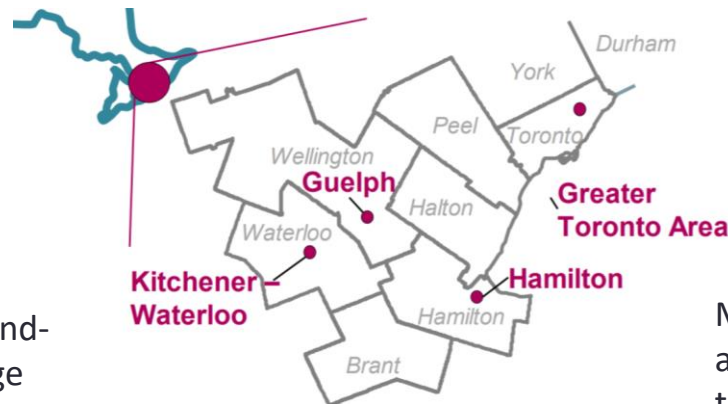 Durham
York
Peel
Toronto
Wellington
Guelph
Halton
Greater
Toronto Area
Waterloo
Kitchener –
Waterloo
Hamilton
Hamilton
Brant